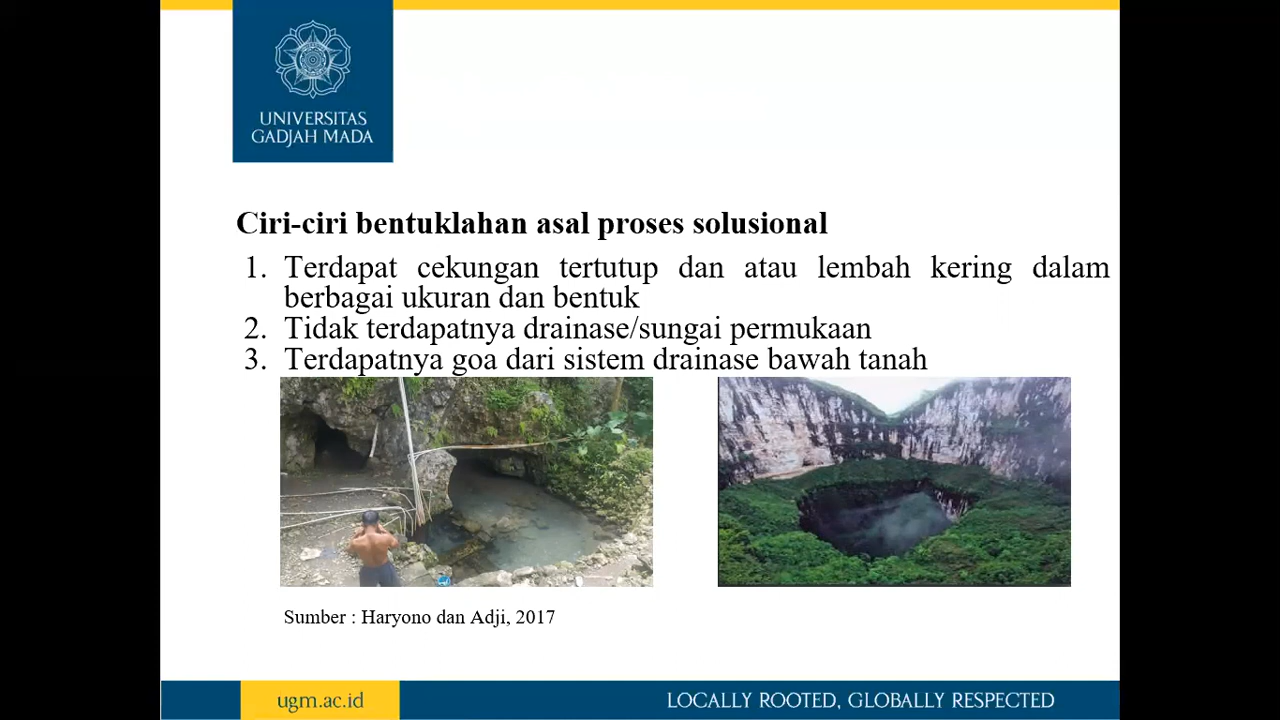 UNIVERSITAS
GADJAH MADA
Ciri-ciri bentuklahan asal proses solusional
1. Terdapat cekungan tertutup dan atau lembah kering dalam
berbagai ukuran dan bentuk
2. Tidak terdapatnya drainase/sungai permukaan
3. Terdapatnya goa dari sistem drainase bawah tanah
Sumber : Haryono dan Adji, 2017
ugm.ac.id
LOCALLY ROOTED, GLOBALLY RESPECTED